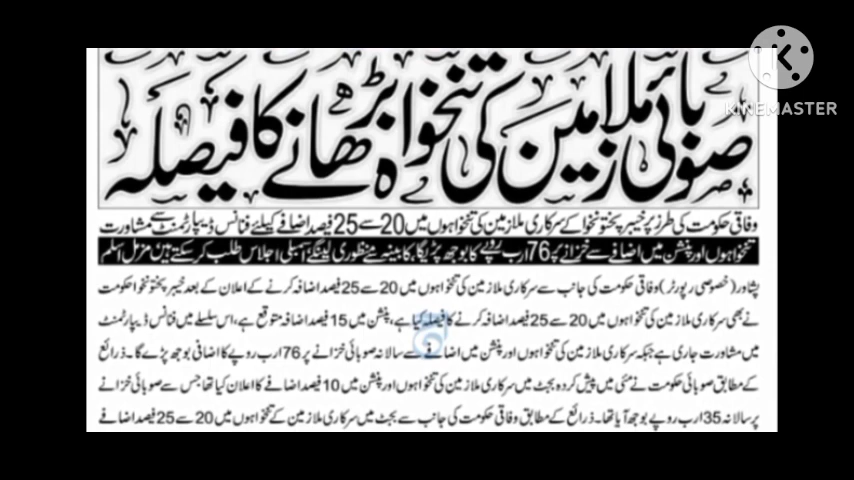 KINEMASTER
صوبائی ملازمین کی تنخواہ بڑھانے کا فیصلہ
وفاقی حکومت کی طرز پر خیبر پختونخوا کے سرکاری ملازمین کی تنخواہوں میں 20 سے 25 فیصد اضافے کیلئے فنانس ڈیپارٹمنٹ سے مشاورت
تنخواہوں اور پنشن میں اضافے سے خزانے پر 76 ارب روپے کا بوجھ پڑیگا، کابینہ سے منظوری لینگے اسمبلی اجلاس طلب کر سکتے ہیں مزمل اسلم
پشاور (خصوصی رپورٹر) وفاقی حکومت کی جانب سے سرکاری ملازمین کی تنخواہوں میں 20 سے 25 فیصد اضافہ کرنے کے اعلان کے بعد خیبر پختونخوا حکومت
نے بھی سرکاری ملازمین کی تنخواہوں میں 20 سے 25 فیصد اضافہ کرنے کا فیصلہ کیا ہے، پنشن میں 15 فیصد اضافہ متوقع ہے، اس سلسلے میں فنانس ڈیپارٹمنٹ
میں مشاورت جاری ہے جبکہ سرکاری ملازمین کی تنخواہوں اور پنشن میں اضافے سے سالانہ صوبائی خزانے پر 76 ارب روپے کا اضافی بوجھ پڑے گا۔ ذرائع
کے مطابق صوبائی حکومت نے مئی میں پیش کردہ بجٹ میں سرکاری ملازمین کی تنخواہوں اور پنشن میں 10 فیصد اضافے کا اعلان کیا تھا جس سے صوبائی خزانے
پر سالانہ 35 ارب روپے بوجھ آیا تھا۔ ذرائع کے مطابق وفاقی حکومت کی جانب سے بجٹ میں سرکاری ملازمین کے تنخواہوں میں 20 سے 25 فیصد اضافے